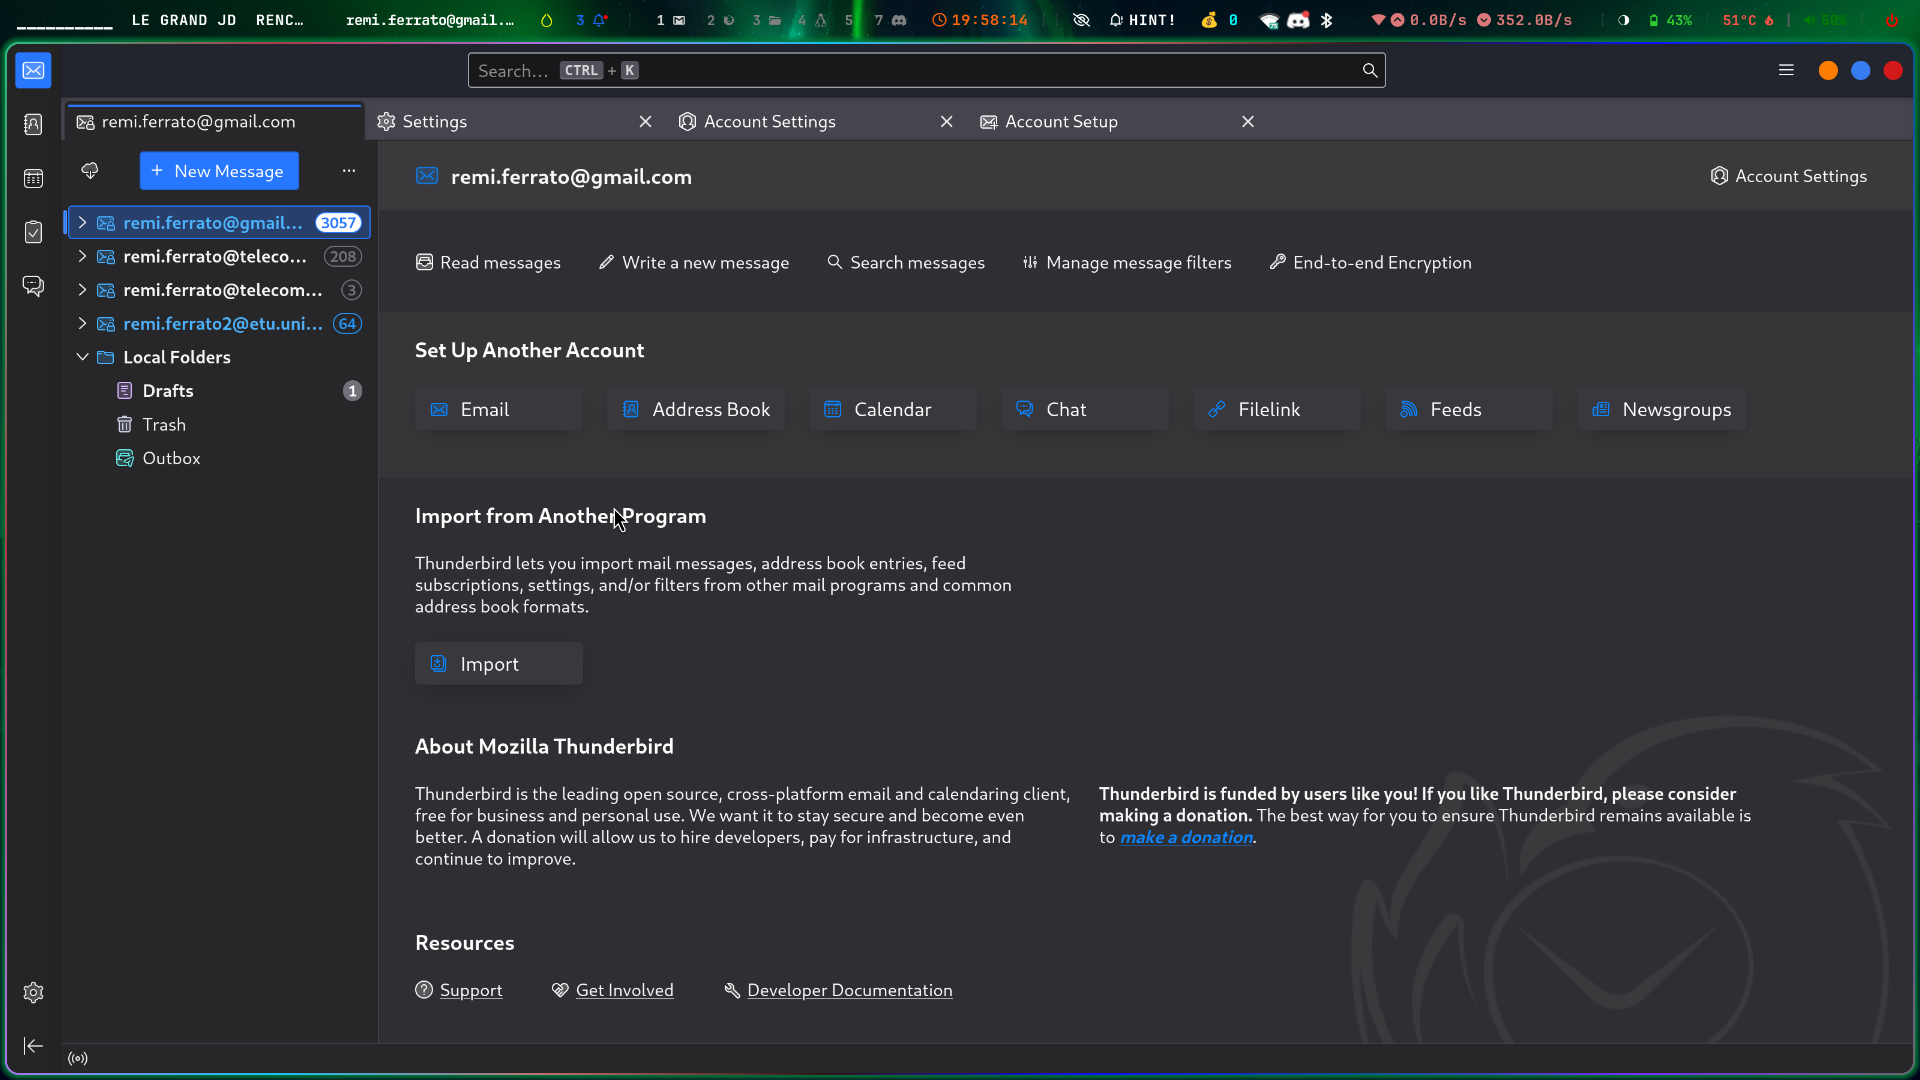 LE GRAND JD RENC… remi.ferrato@gmail.… 3 1 2 3 4 5 7 19:58:14 HINT! 0 0.0B/s 352.0B/s 43% 51°C 50%
Search… CTRL + K
remi.ferrato@gmail.com Settings Account Settings Account Setup
+ New Message ···
remi.ferrato@gmail.com Account Settings
remi.ferrato@gmail… 3057
remi.ferrato@teleco… 208
remi.ferrato@telecom… 3
remi.ferrato2@etu.uni… 64
Local Folders
Drafts 1
Trash
Outbox
Read messages Write a new message Search messages Manage message filters End-to-end Encryption
Set Up Another Account
Email Address Book Calendar Chat Filelink Feeds Newsgroups
Import from Another Program
Thunderbird lets you import mail messages, address book entries, feed
subscriptions, settings, and/or filters from other mail programs and common
address book formats.
Import
About Mozilla Thunderbird
Thunderbird is the leading open source, cross-platform email and calendaring client,
free for business and personal use. We want it to stay secure and become even
better. A donation will allow us to hire developers, pay for infrastructure, and
continue to improve.
Thunderbird is funded by users like you! If you like Thunderbird, please consider
making a donation. The best way for you to ensure Thunderbird remains available is
to make a donation.
Resources
Support Get Involved Developer Documentation